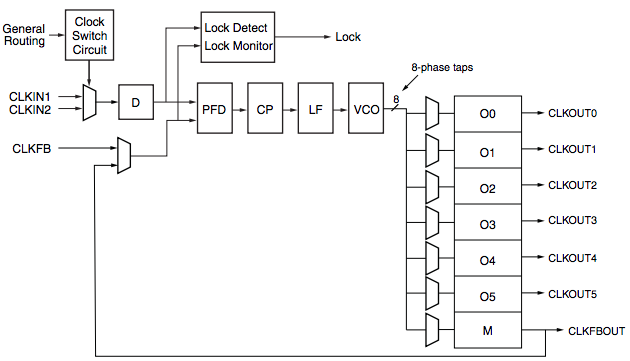 General
Routing
Clock
Switch
Circuit
Lock Detect
Lock Monitor
Lock
8-phase taps
CLKIN1
CLKIN2
D
PFD
CP
LF
VCO
8
CLKFB
O0
CLKOUT0
O1
CLKOUT1
O2
CLKOUT2
O3
CLKOUT3
O4
CLKOUT4
O5
CLKOUT5
M
CLKFBOUT